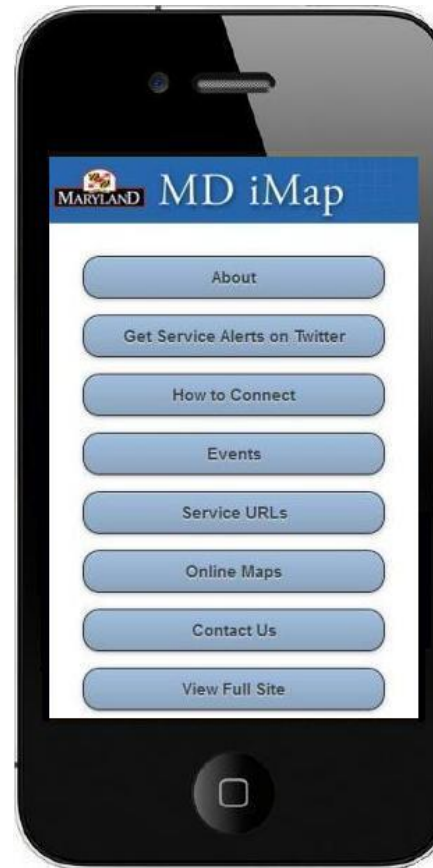 MARYLAND
MD iMap
About
Get Service Alerts on Twitter
How to Connect
Events
Service URLs
Online Maps
Contact Us
View Full Site